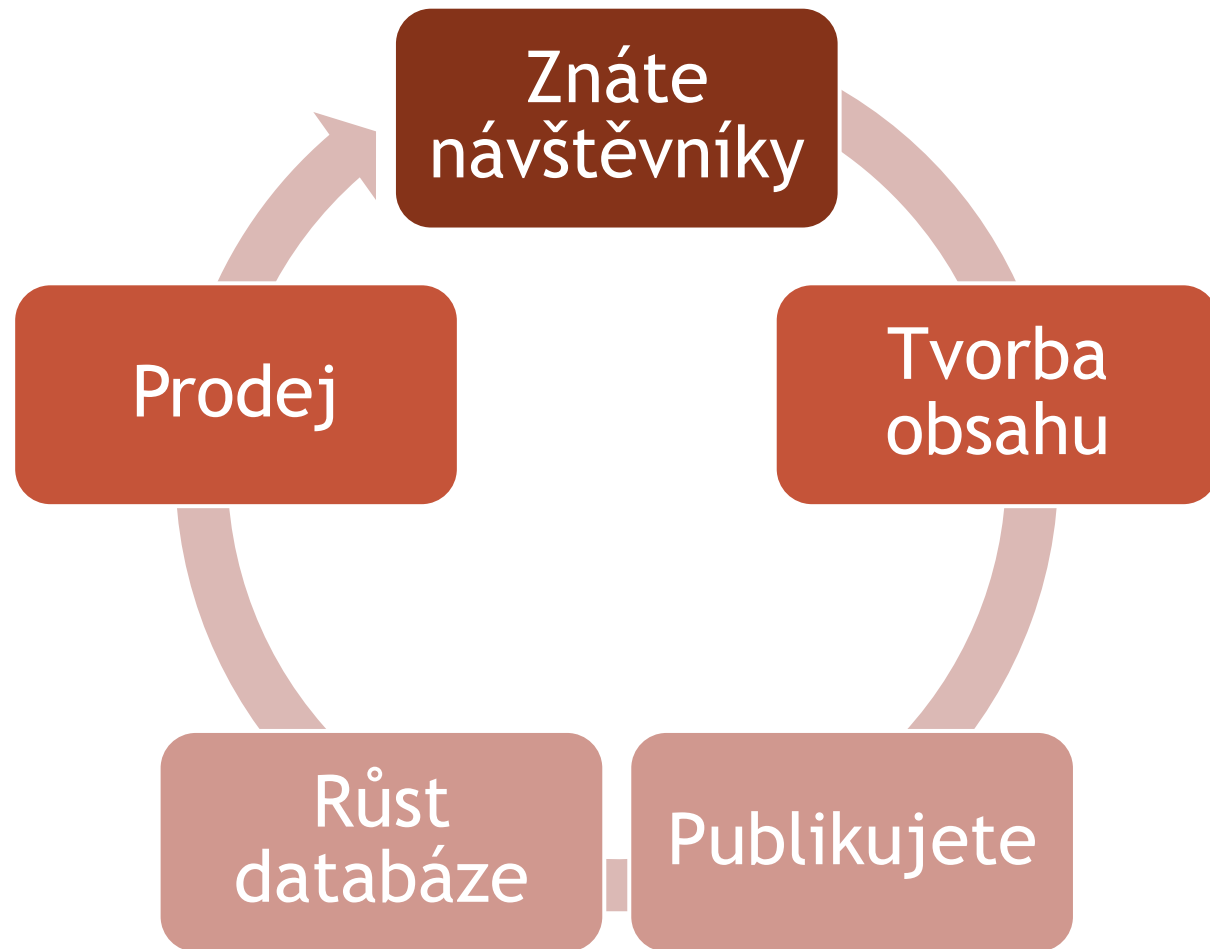 Znáte
návštěvníky
Tvorba
obsahu
Publikujete
Růst
databáze
Prodej